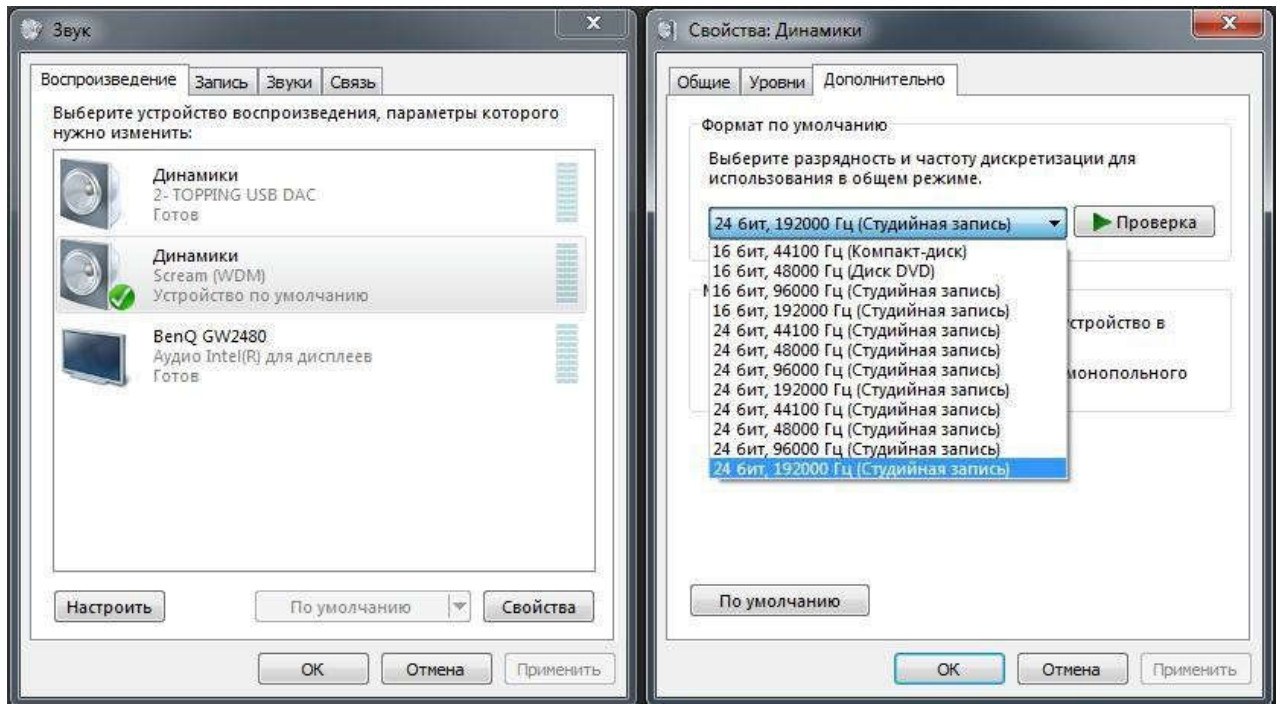 Звук
Воспроизведение
Запись
Звуки
Связь
Выберите устройство воспроизведения, параметры которого
нужно изменить:
Динамики
2- TOPPING USB DAC
Готов
Динамики
Scream (WDM)
Устройство по умолчанию
BenQ GW2480
Аудио Intel(R) для дисплеев
Готов
Настроить
По умолчанию
Свойства
ОК
Отмена
Применить
Свойства: Динамики
Общие
Уровни
Дополнительно
Формат по умолчанию
Выберите разрядность и частоту дискретизации для
использования в общем режиме.
24 бит, 192000 Гц (Студийная запись)
Проверка
16 бит, 44100 Гц (Компакт-диск)
16 бит, 48000 Гц (Диск DVD)
16 бит, 96000 Гц (Студийная запись)
16 бит, 192000 Гц (Студийная запись)
24 бит, 44100 Гц (Студийная запись)
24 бит, 48000 Гц (Студийная запись)
24 бит, 96000 Гц (Студийная запись)
24 бит, 192000 Гц (Студийная запись)
24 бит, 44100 Гц (Студийная запись)
24 бит, 48000 Гц (Студийная запись)
24 бит, 96000 Гц (Студийная запись)
24 бит, 192000 Гц (Студийная запись)
стройство в
монопольного
По умолчанию
ОК
Отмена
Применить